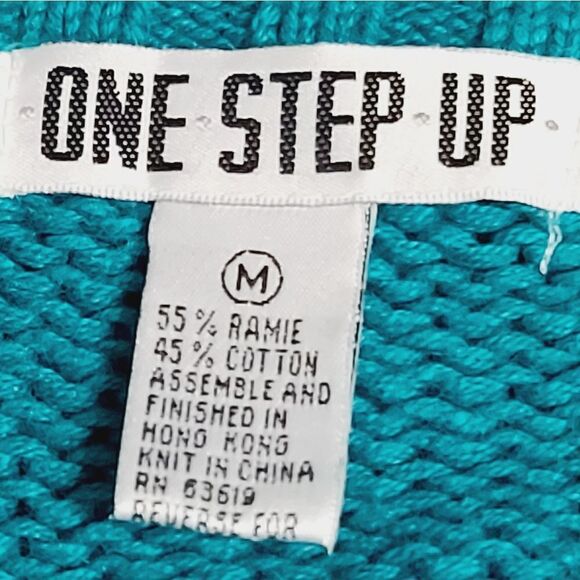 ONE STEP UP
M
55% RAMIE
45% COTTON
ASSEMBLE AND
FINISHED IN
HONG KONG
KNIT IN CHINA
RN 63619
REVERSE FOR